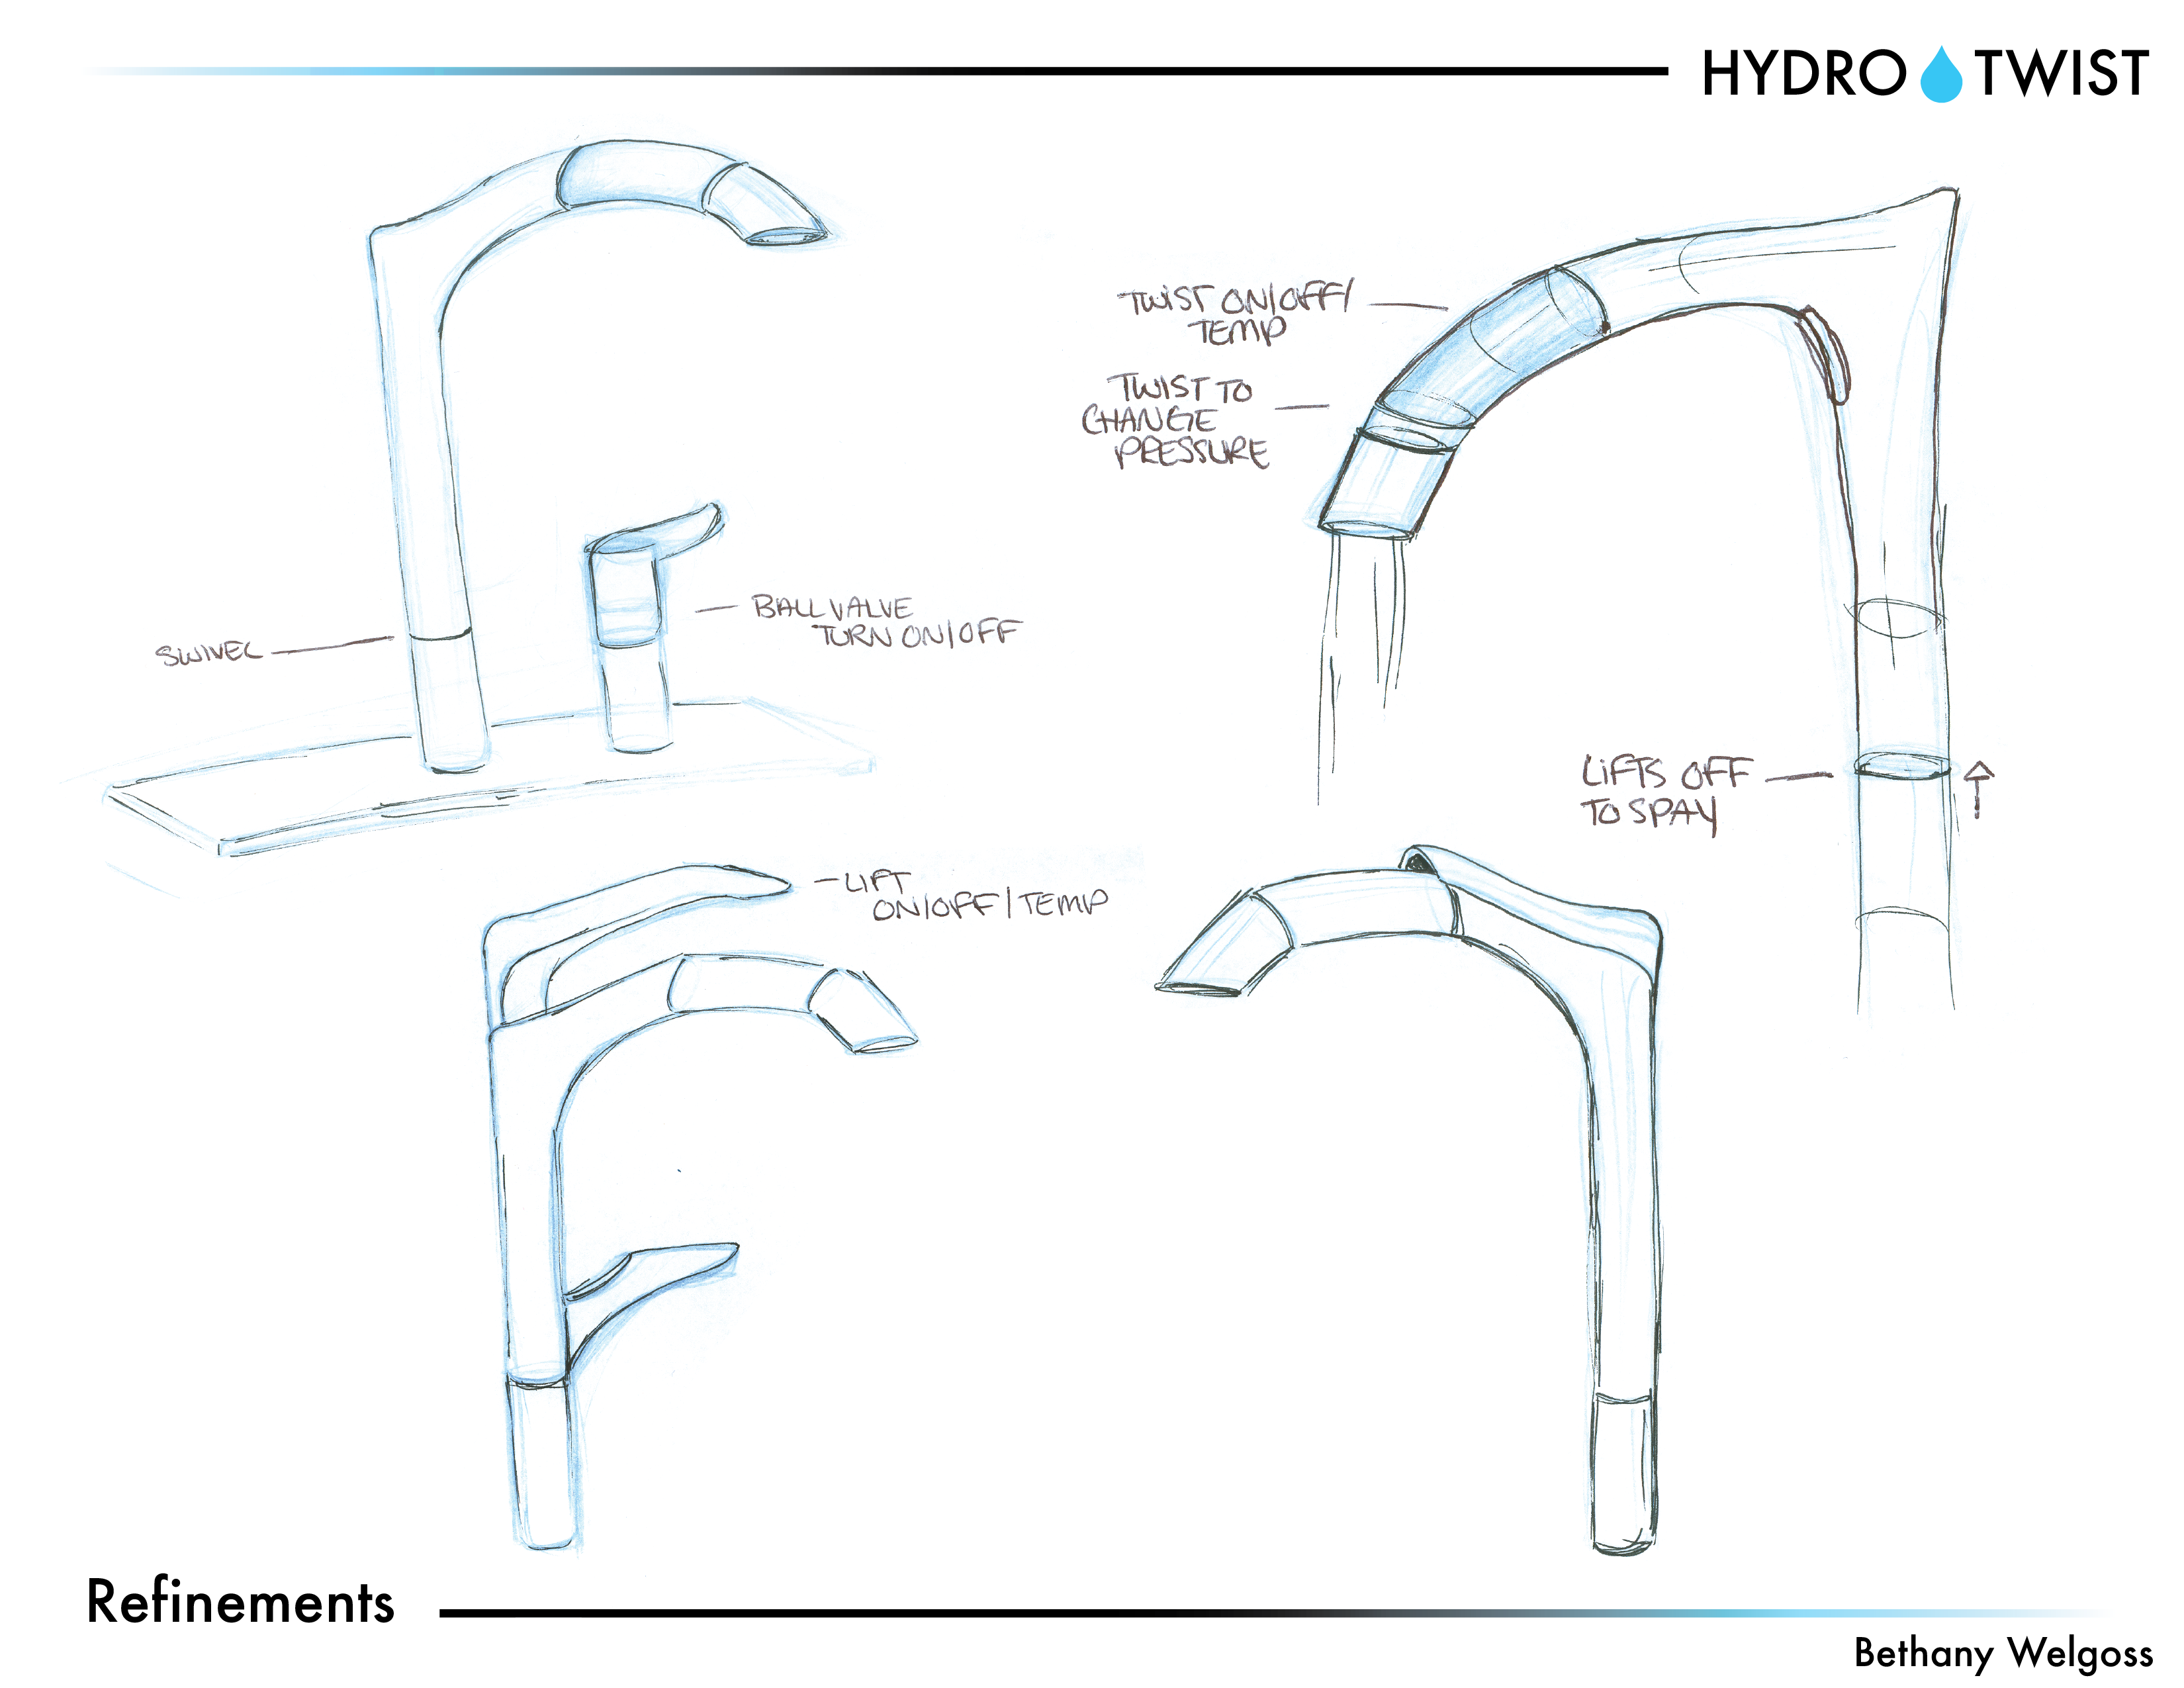 HYDRO TWIST
TWIST ON/OFF/
TEMP
TWIST TO
CHANGE
PRESSURE
SWIVEL
BALL VALVE
TURN ON/OFF
LIFTS OFF
TO SPAY
LIFT
ON/OFF/TEMP
Refinements
Bethany Welgoss